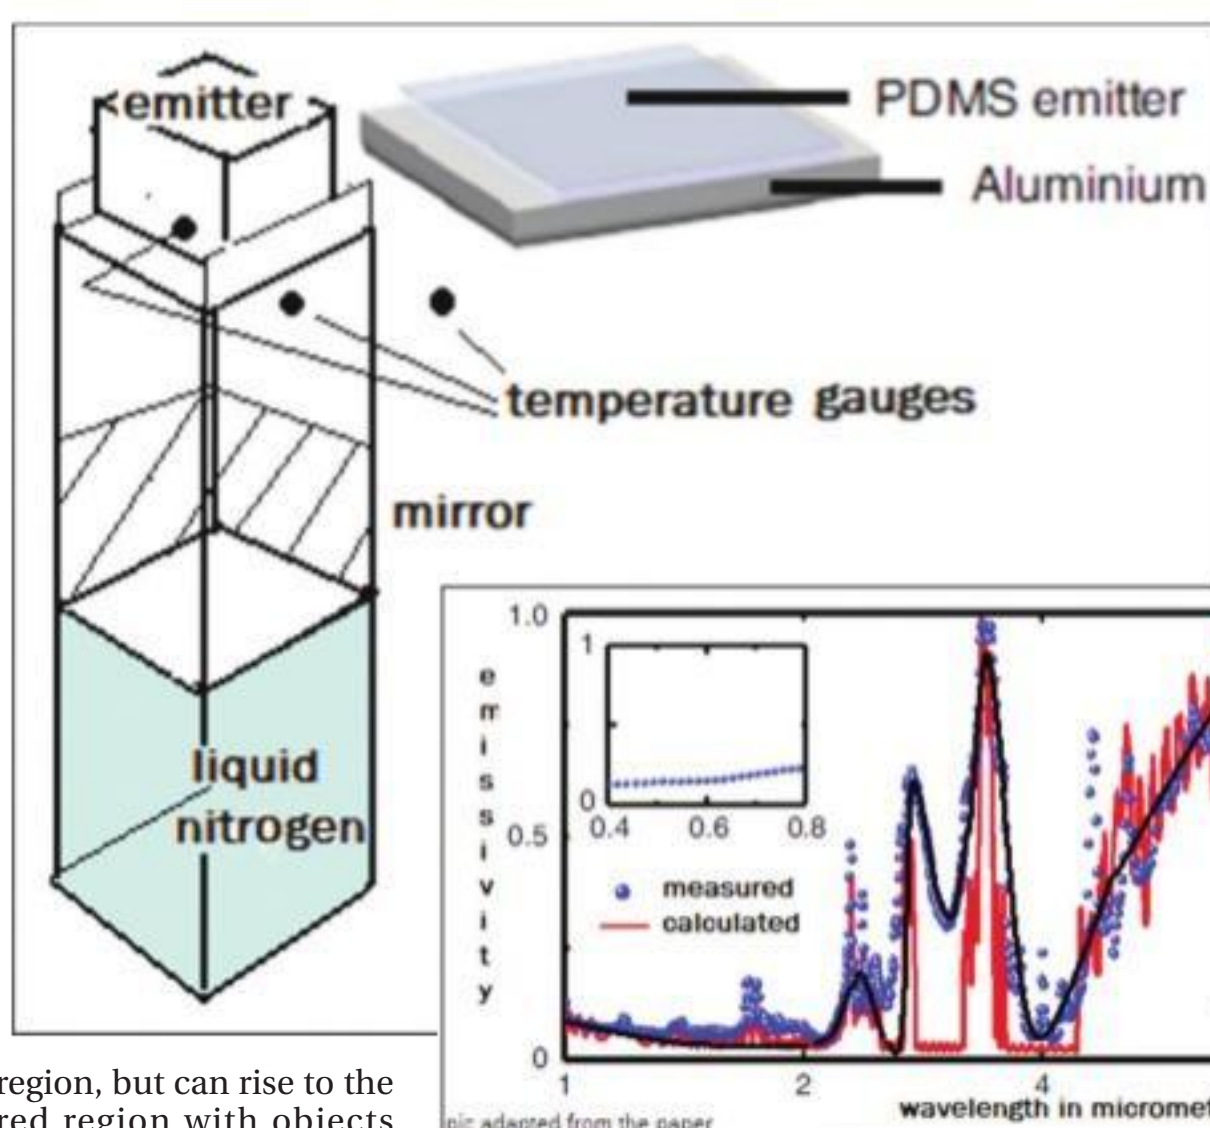 emitter
PDMS emitter
Aluminium
temperature gauges
mirror
liquid
nitrogen
region, but can rise to the
red region with objects
emissivity
1.0
0.5
0
1
0
0.4 0.6 0.8
measured
calculated
1 2 4
wavelength in micromet
pic adapted from the paper